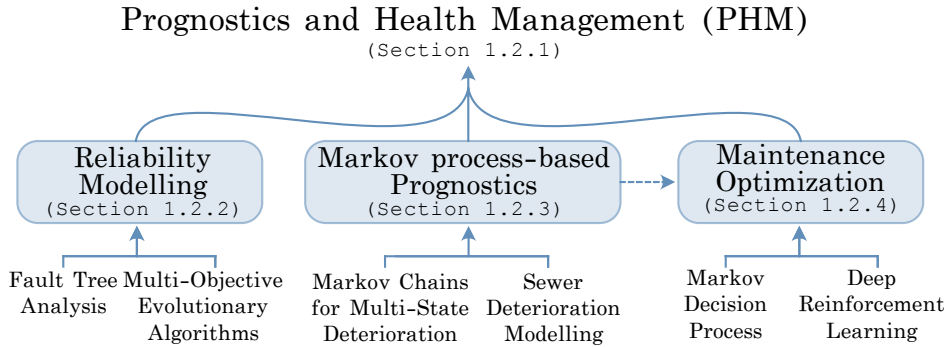 Prognostics and Health Management (PHM)
(Section 1.2.1)
Reliability
Modelling
(Section 1.2.2)
Markov process-based
Prognostics
(Section 1.2.3)
Maintenance
Optimization
(Section 1.2.4)
Fault Tree
Analysis
Multi-Objective
Evolutionary
Algorithms
Markov Chains
for Multi-State
Deterioration
Sewer
Deterioration
Modelling
Markov
Decision
Process
Deep
Reinforcement
Learning